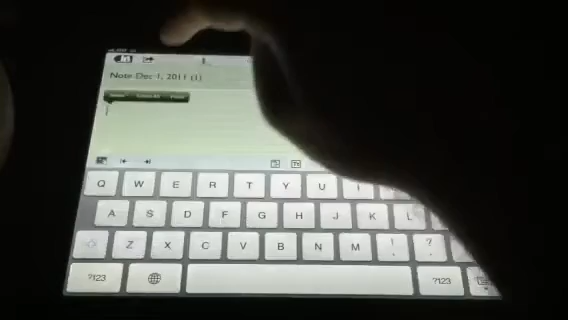 Note Dec 1, 2011 (1)
Q W E R T Y U I
A S D F G H J K L
Z X C V B N M ! , ? .
?123 ?123